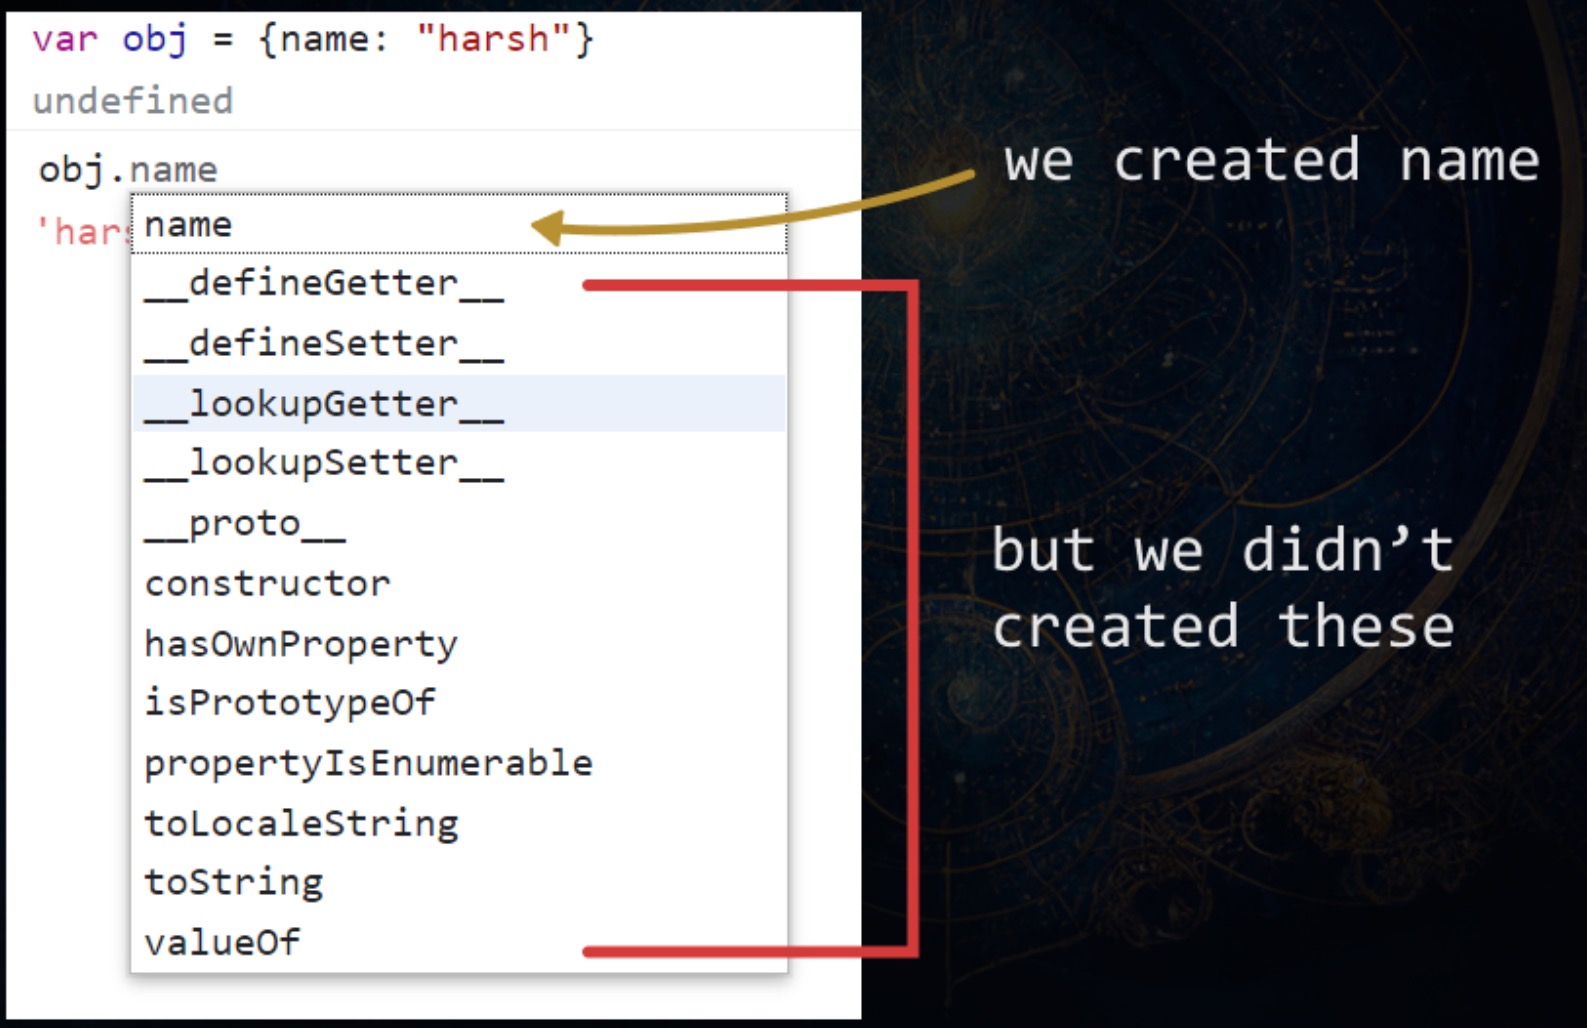 var obj = {name: "harsh"}
undefined
obj.name
'har
name
__defineGetter__
__defineSetter__
__lookupGetter__
__lookupSetter__
__proto__
constructor
hasOwnProperty
isPrototypeOf
propertyIsEnumerable
toLocaleString
toString
valueOf
we created name
but we didn’t
created these